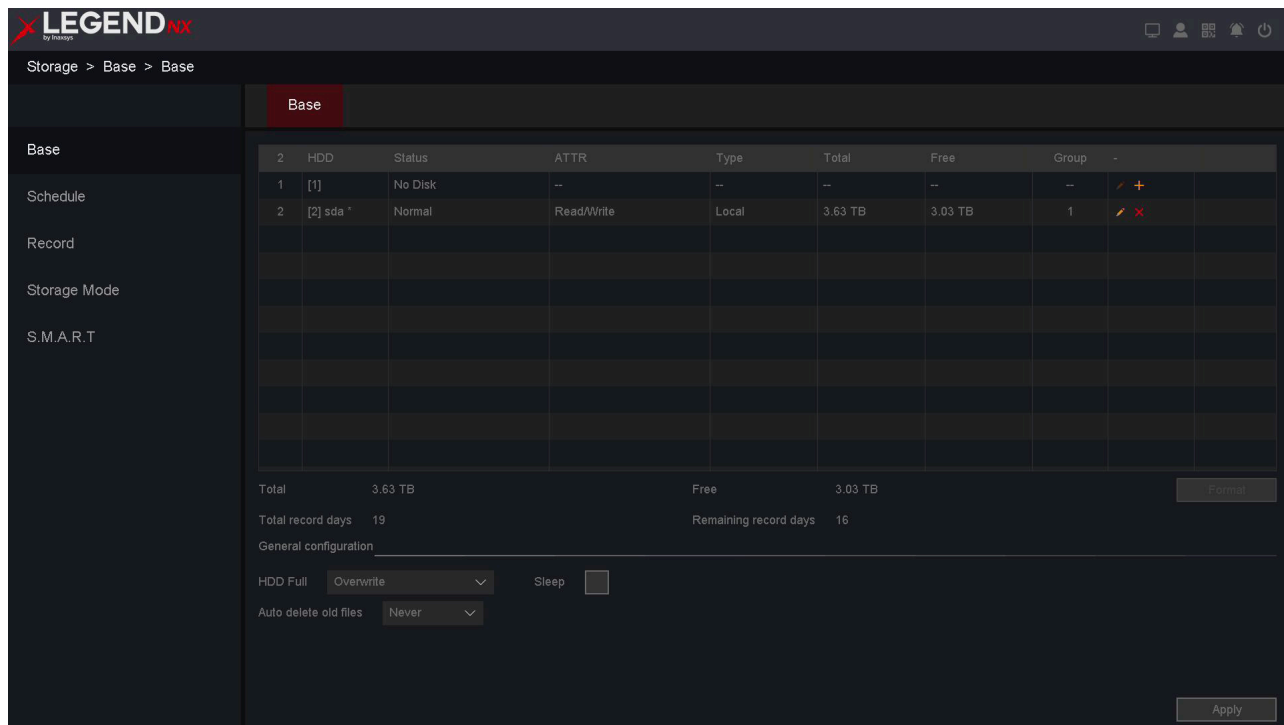 LEGEND NX
by Inaxsys
Storage > Base > Base
Base
Schedule
Record
Storage Mode
S.M.A.R.T
Base
2 HDD Status ATTR Type Total Free Group -
1 [1] No Disk -- -- -- -- --
2 [2] sda * Normal Read/Write Local 3.63 TB 3.03 TB 1
Total 3.63 TB Free 3.03 TB Format
Total record days 19 Remaining record days 16
General configuration
HDD Full Overwrite Sleep
Auto delete old files Never
Apply